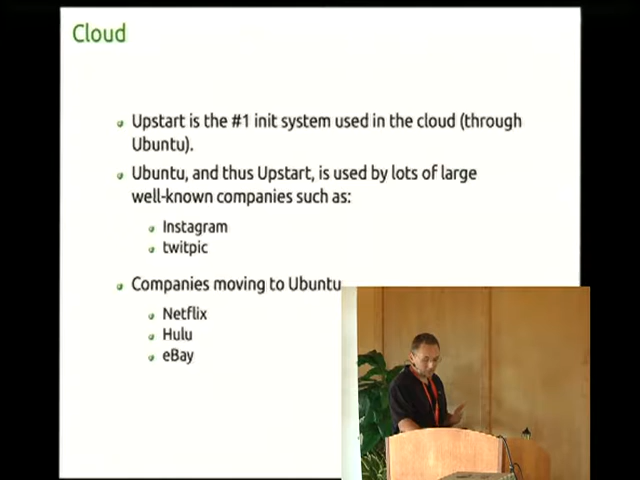 Cloud
Upstart is the #1 init system used in the cloud (through
Ubuntu).
Ubuntu, and thus Upstart, is used by lots of large
well-known companies such as:
Instagram
twitpic
Companies moving to Ubuntu
Netflix
Hulu
eBay